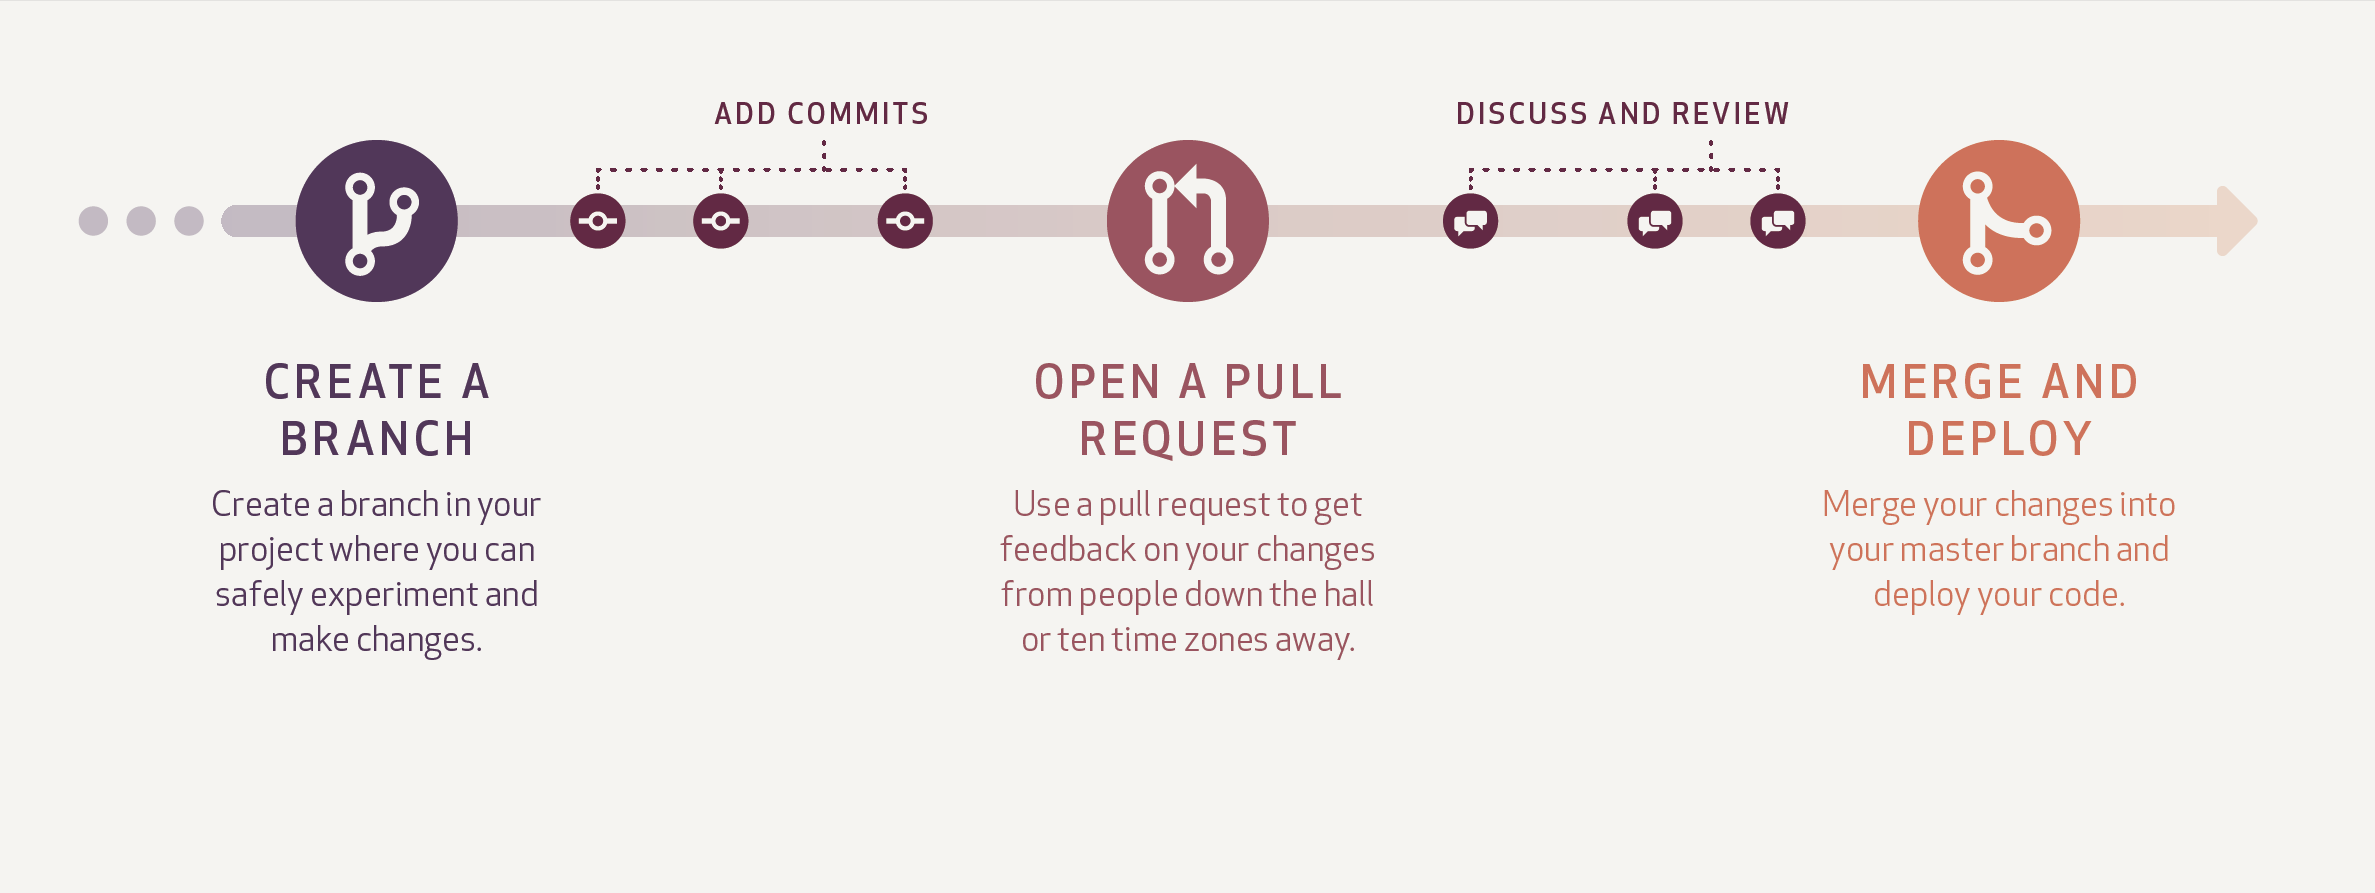 ADD COMMITS
DISCUSS AND REVIEW
CREATE A
BRANCH
Create a branch in your
project where you can
safely experiment and
make changes.
OPEN A PULL
REQUEST
Use a pull request to get
feedback on your changes
from people down the hall
or ten time zones away.
MERGE AND
DEPLOY
Merge your changes into
your master branch and
deploy your code.